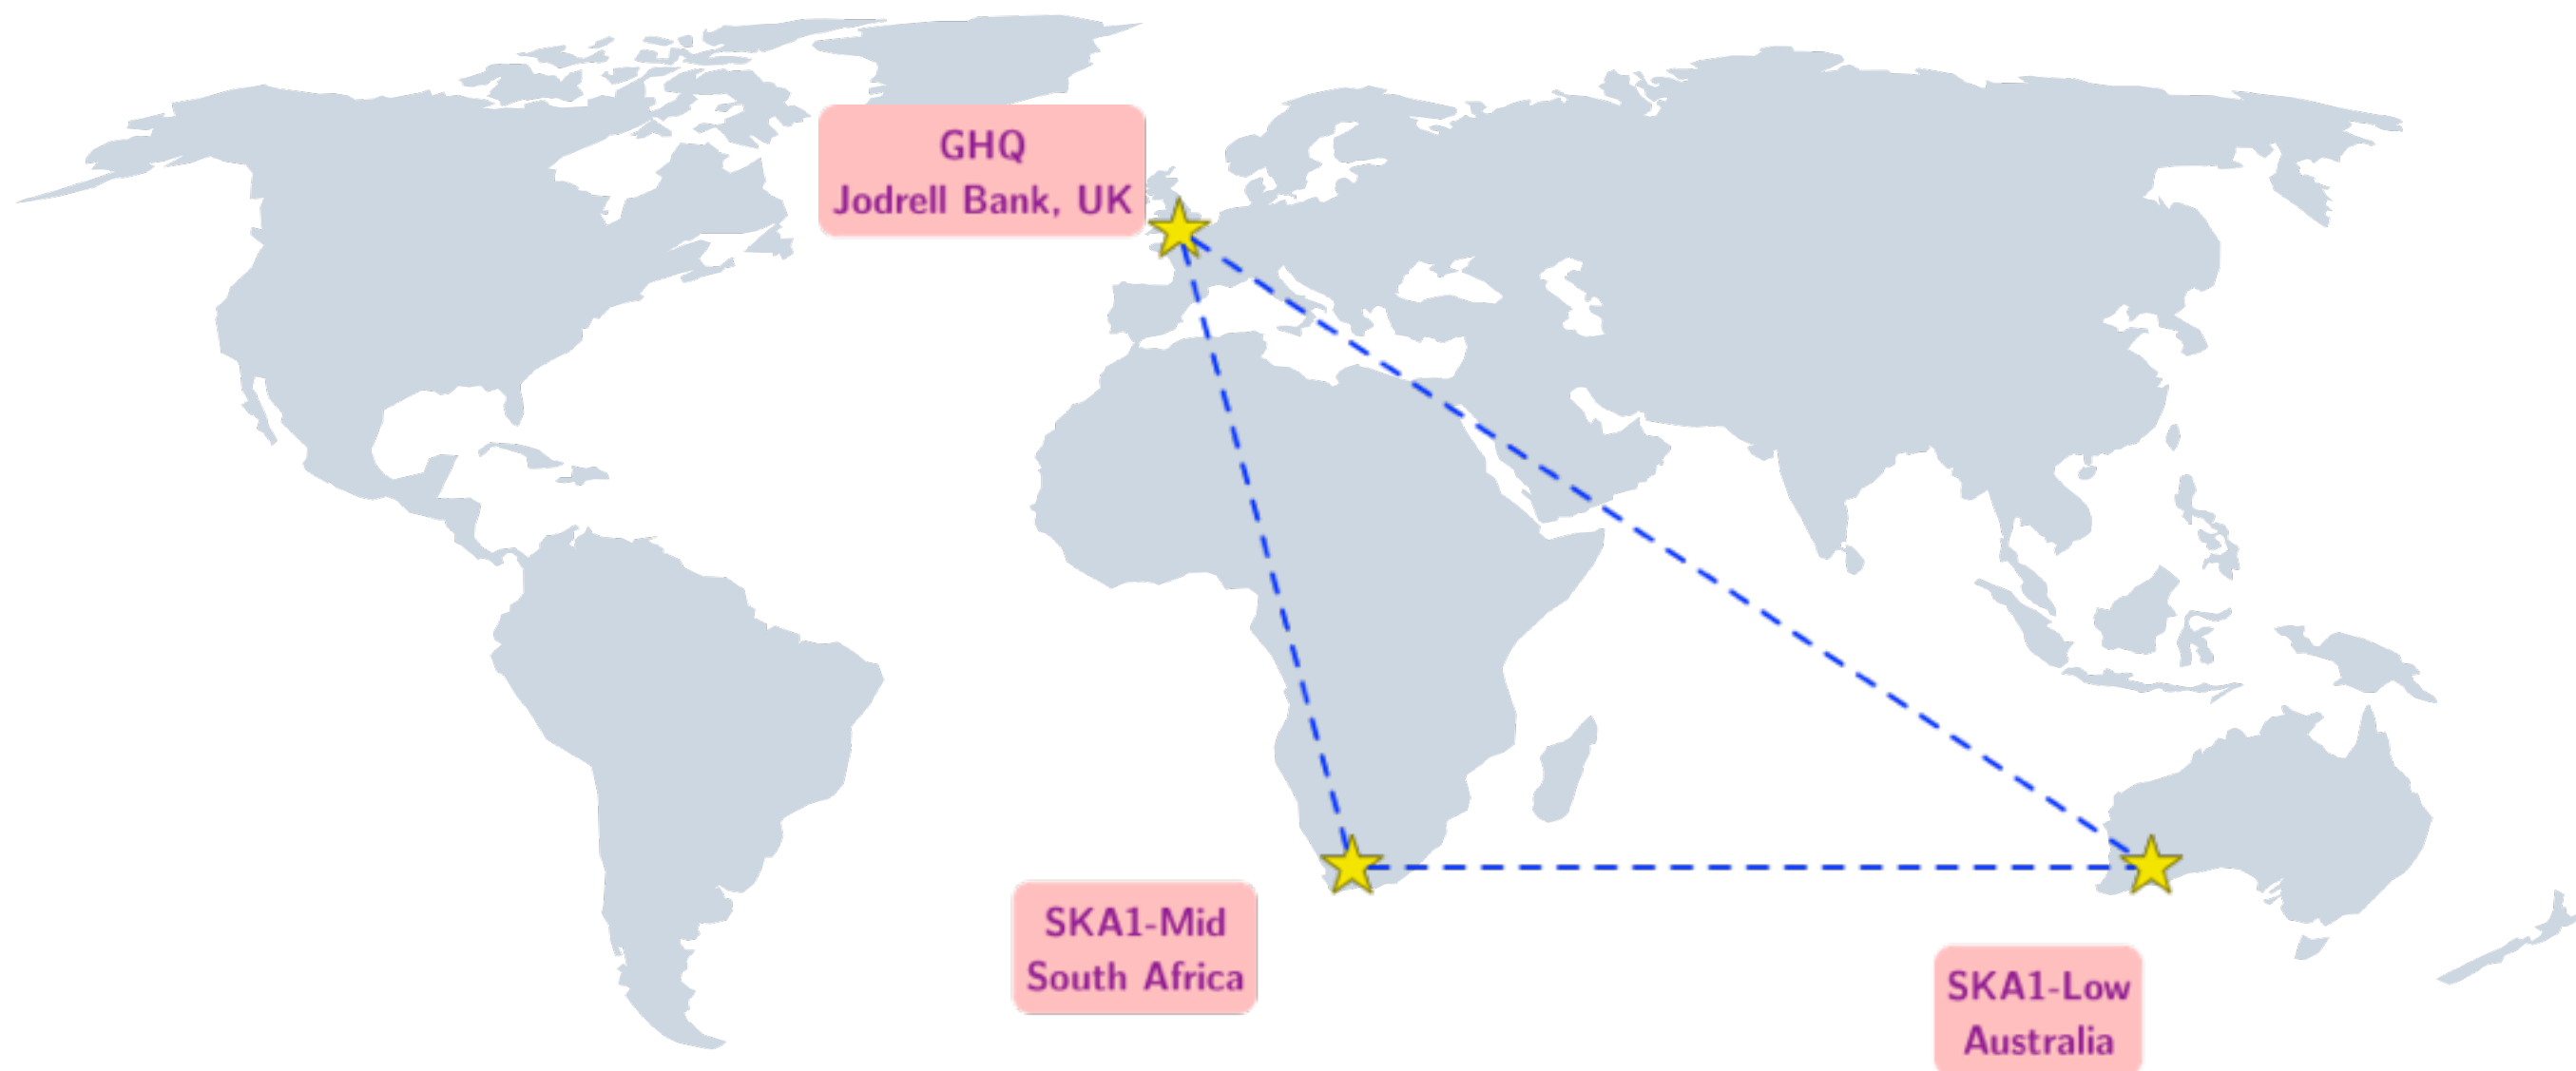 GHQ
Jodrell Bank, UK
SKA1-Mid
South Africa
SKA1-Low
Australia